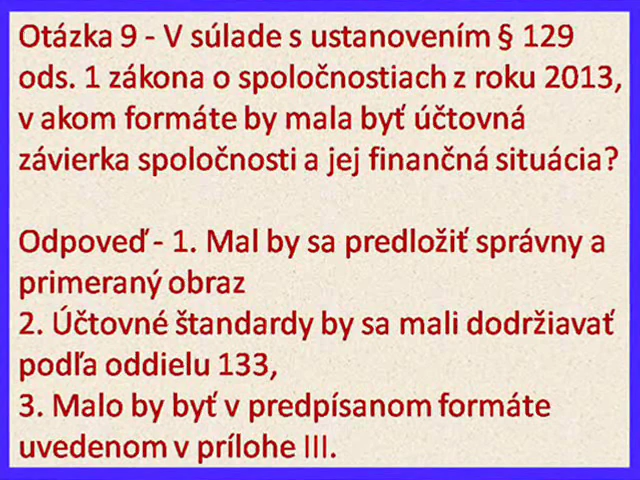 Otázka 9 - V súlade s ustanovením § 129
ods. 1 zákona o spoločnostiach z roku 2013,
v akom formáte by mala byť účtovná
závierka spoločnosti a jej finančná situácia?
Odpoveď - 1. Mal by sa predložiť správny a
primeraný obraz
2. Účtovné štandardy by sa mali dodržiavať
podľa oddielu 133,
3. Malo by byť v predpísanom formáte
uvedenom v prílohe III.